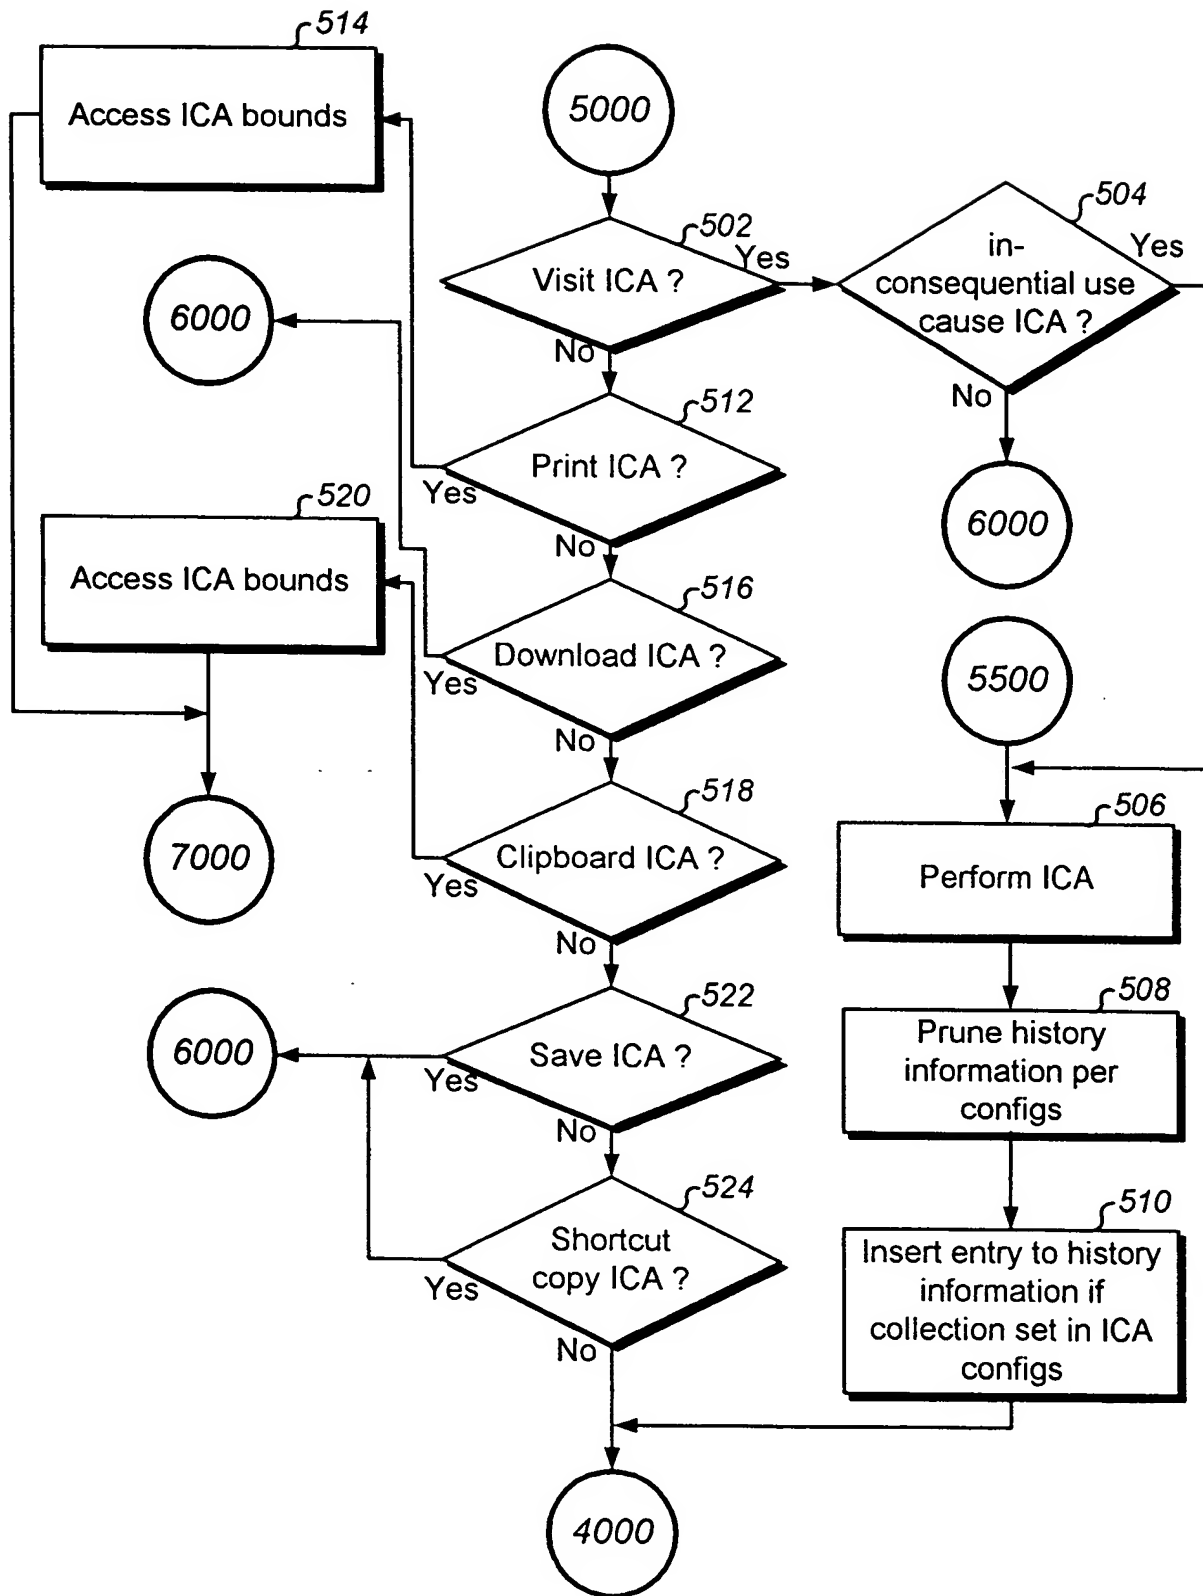 514
Access ICA bounds
5000
502
Visit ICA ?
Yes
No
504
in-
consequential use
cause ICA ?
Yes
No
6000
6000
512
Print ICA ?
Yes
No
520
Access ICA bounds
516
Download ICA ?
Yes
No
5500
7000
518
Clipboard ICA ?
Yes
No
506
Perform ICA
6000
522
Save ICA ?
Yes
No
508
Prune history
information per
configs
524
Shortcut
copy ICA ?
Yes
No
510
Insert entry to history
information if
collection set in ICA
configs
4000